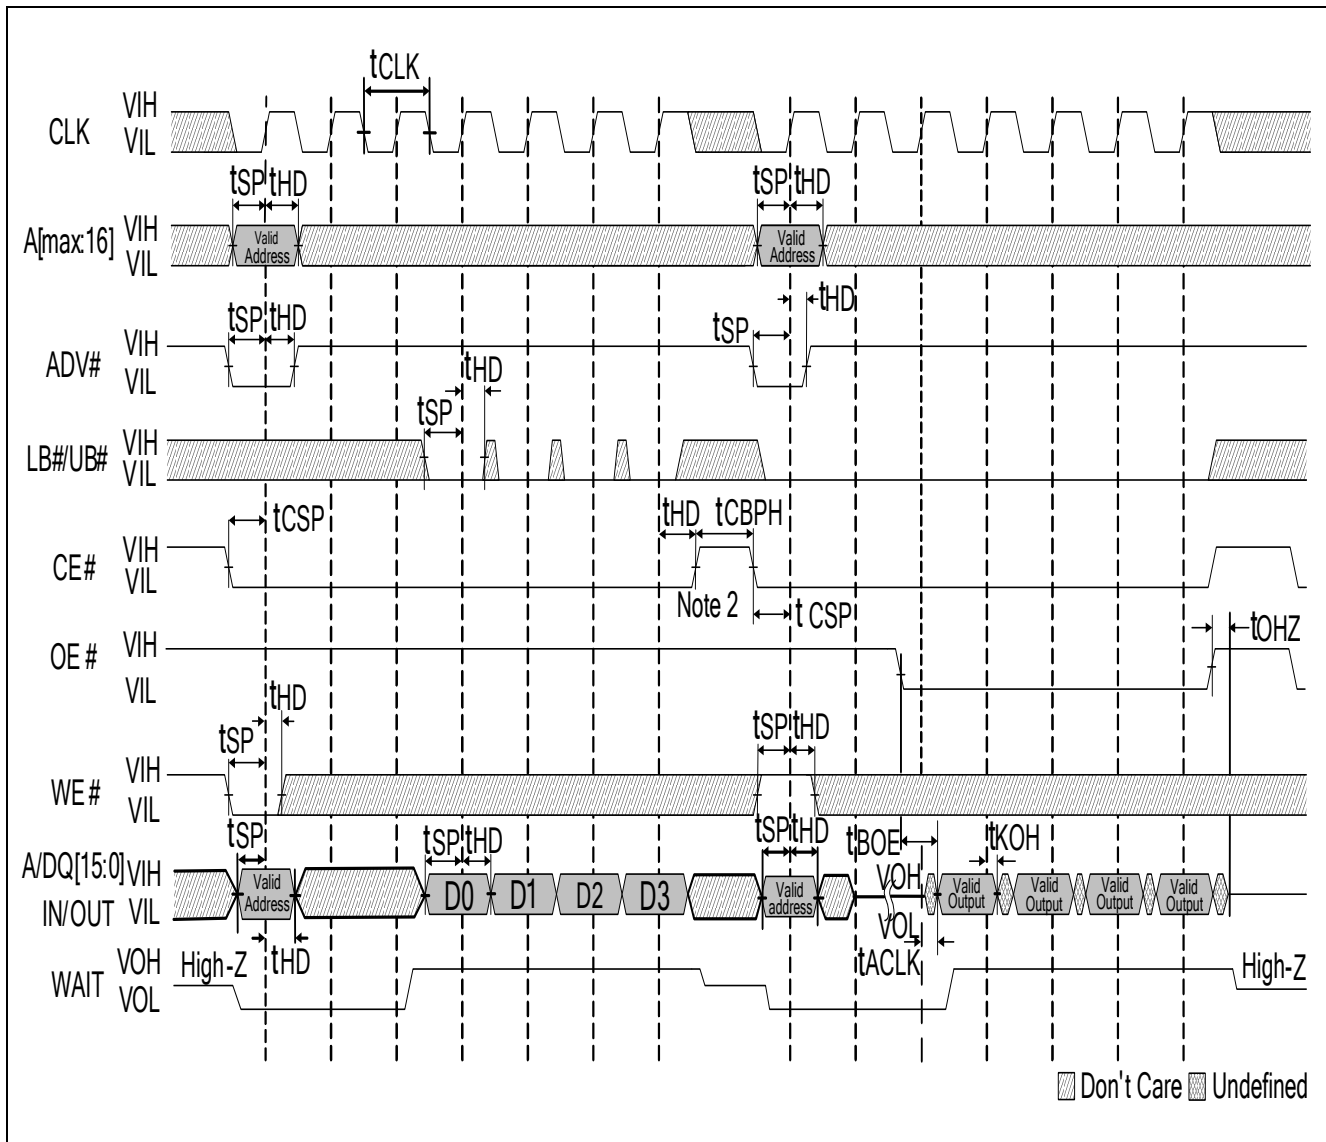 tCLK
CLK VIH
VIL
tSP tHD tSP tHD
A[max:16] VIH
VIL
Valid Address Valid Address
tSP tHD tSP tHD
ADV# VIH
VIL
tSP tHD
LB#/UB# VIH
VIL
tCSP tHD tCBPH
CE# VIH
VIL
Note 2 tCSP
OE# VIH
VIL
tOHZ
tSP tHD tSP tHD
WE# VIH
VIL
tSP tSP tHD tSP tHD tBOE tKOH
A/DQ[15:0] VIH
IN/OUT VIL
Valid Address D0 D1 D2 D3 Valid address VOH Valid Output Valid Output Valid Output Valid Output
VOL
tHD tACLK
WAIT VOH
VOL
High-Z High-Z
Don't Care Undefined